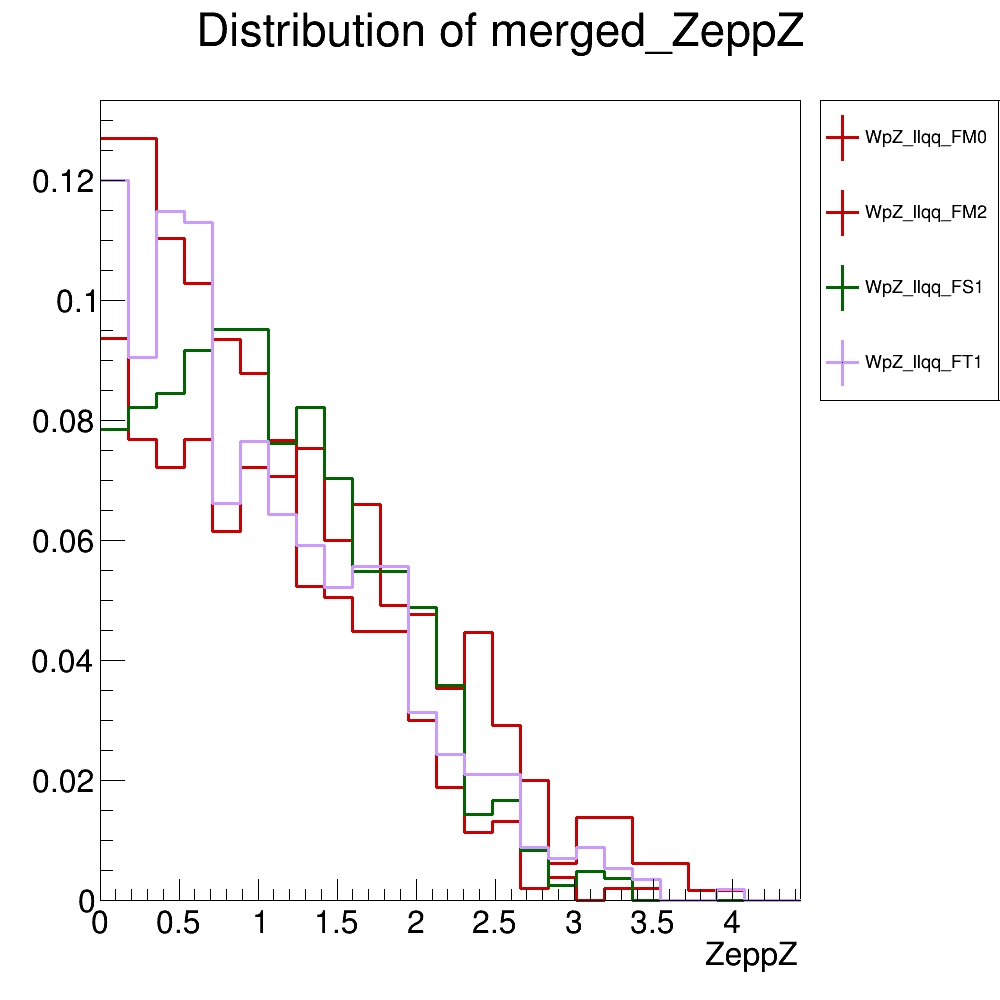 Distribution of merged_ZeppZ
WpZ_llqq_FM0
WpZ_llqq_FM2
WpZ_llqq_FS1
WpZ_llqq_FT1
0.12
0.1
0.08
0.06
0.04
0.02
0
0 0.5 1 1.5 2 2.5 3 3.5 4
ZeppZ